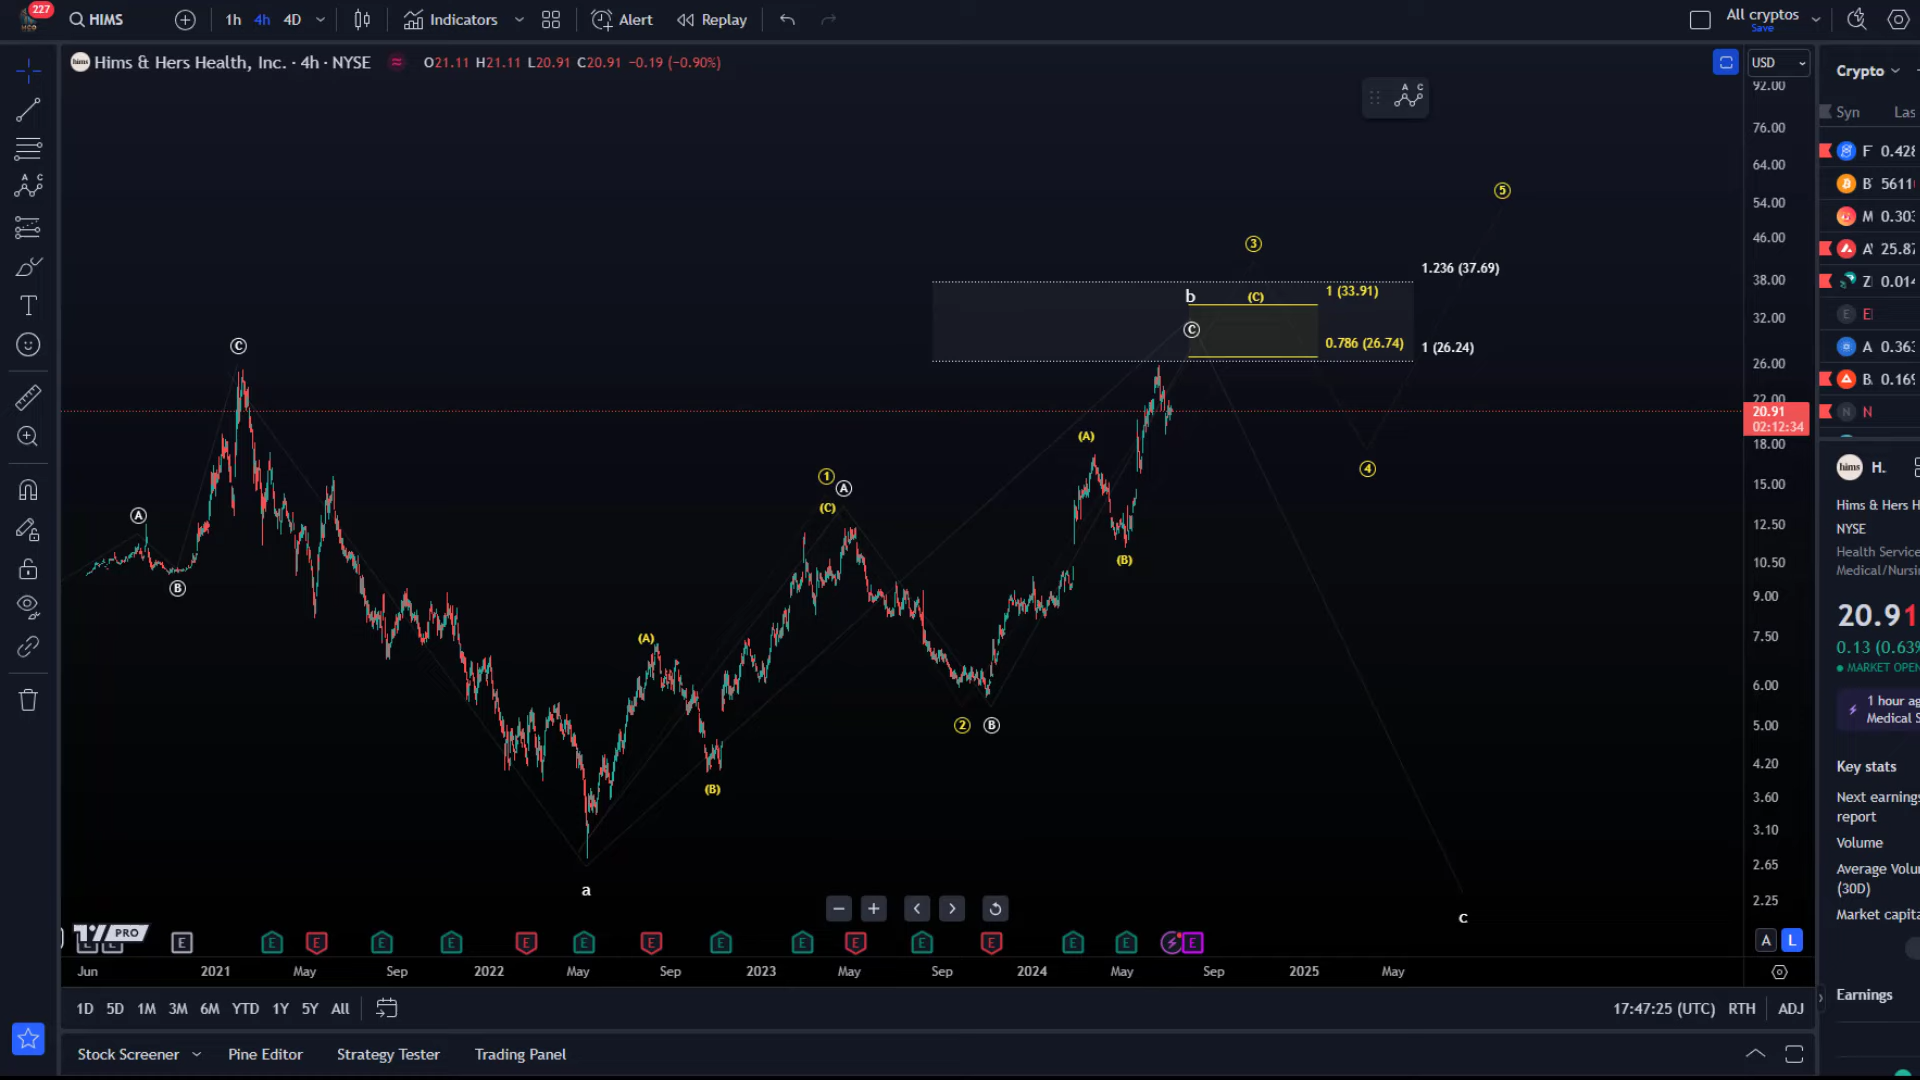 227
HIMS
1h 4h 4D
Indicators
Alert
Replay
All cryptos
Save
hims Hims & Hers Health, Inc. · 4h · NYSE O21.11 H21.11 L20.91 C20.91 −0.19 (−0.90%)
USD
92.00
76.00
64.00
54.00
46.00
38.00
32.00
26.00
22.00
20.91
02:12:34
18.00
15.00
12.50
10.50
9.00
7.50
6.00
5.00
4.20
3.60
3.10
2.65
2.25
A L
A C
A C
5
3
1.236 (37.69)
b
(C)
1 (33.91)
C
0.786 (26.74)
1 (26.24)
C
(A)
4
1
A
(C)
A
(B)
B
(A)
2 B
(B)
a
c
PRO
E E E E E E E E E E E E E E E E E
Jun 2021 May Sep 2022 May Sep 2023 May Sep 2024 May Sep 2025 May
1D 5D 1M 3M 6M YTD 1Y 5Y All
17:47:25 (UTC) RTH ADJ
Stock Screener Pine Editor Strategy Tester Trading Panel
Crypto
Syn Las
F 0.428
B 5611
M 0.303
A 25.87
Z 0.014
E E
A 0.363
B 0.169
N N
hims H.
Hims & Hers H
NYSE
Health Service
Medical/Nursi
20.91
0.13 (0.63%
MARKET OPEN
1 hour ag
Medical S
Key stats
Next earnings
report
Volume
Average Volu
(30D)
Market capita
Earnings